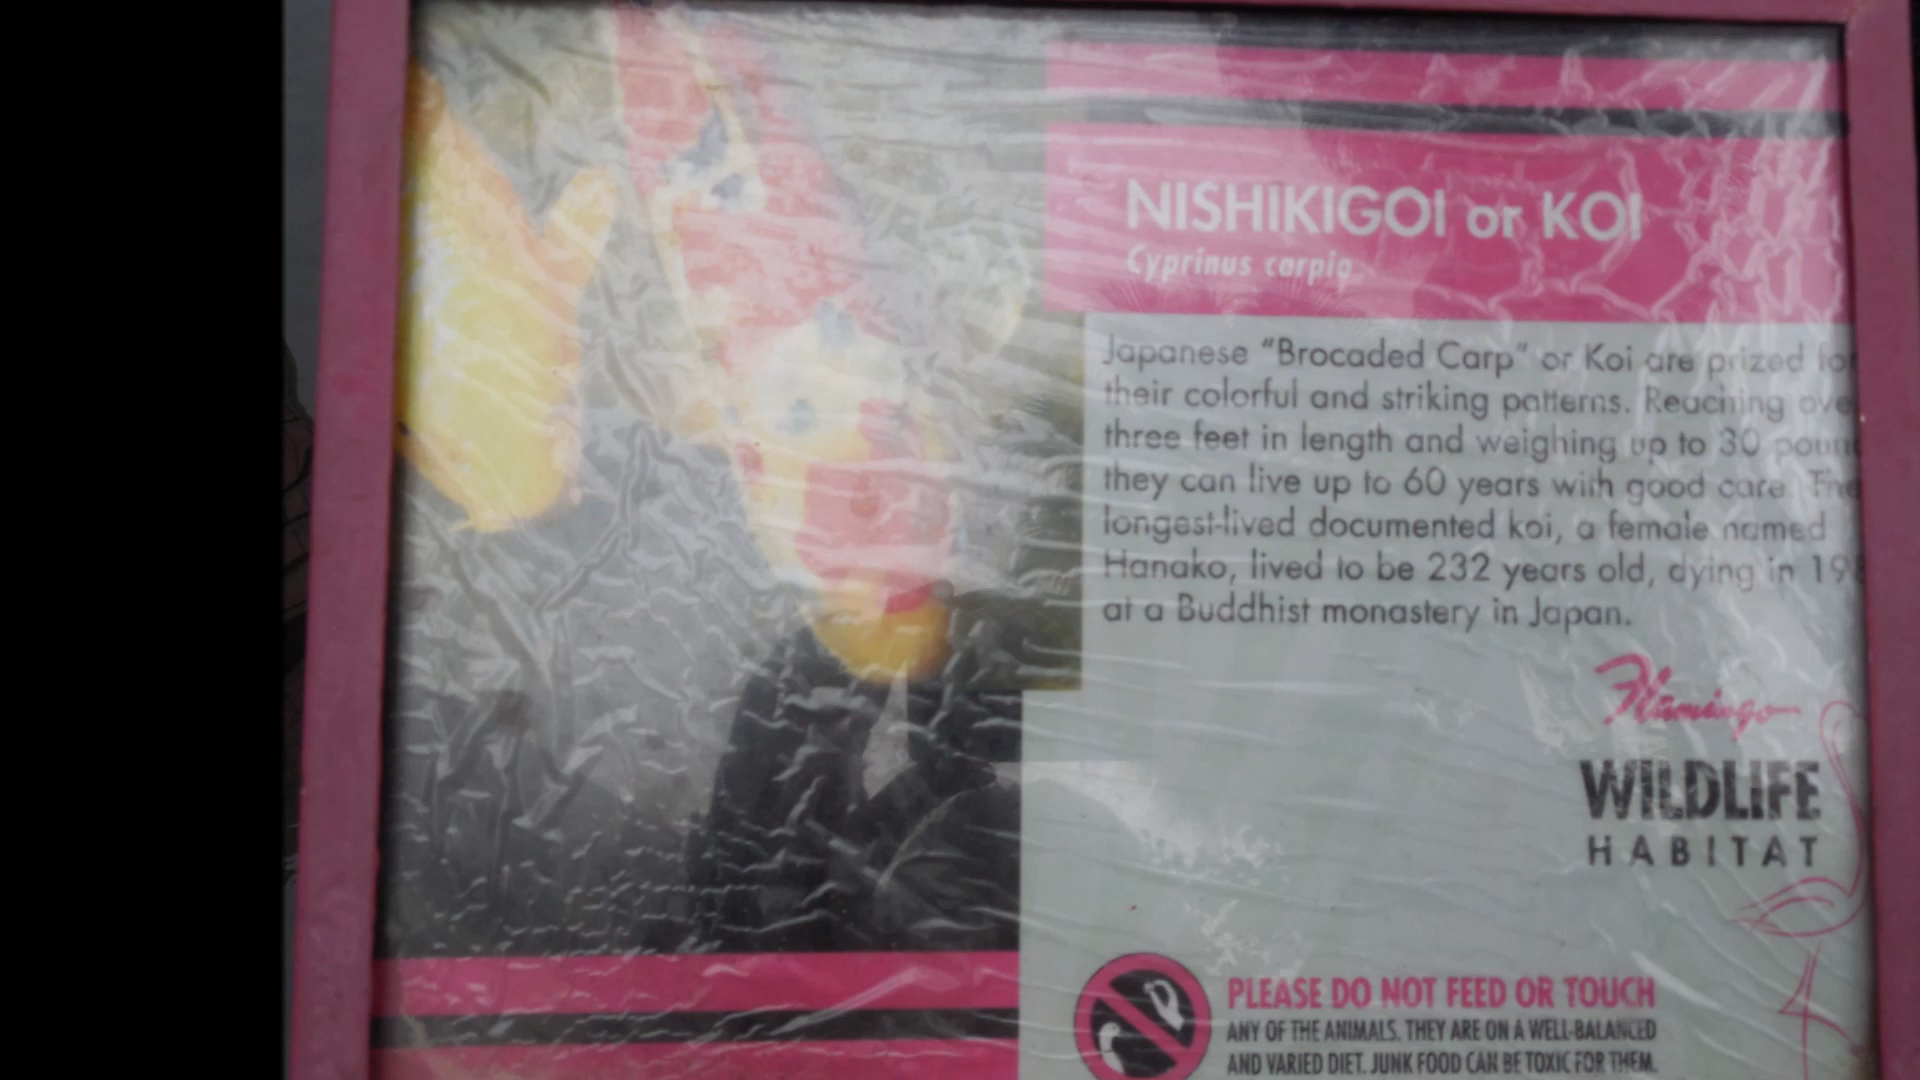 NISHIKIGOI or KOI
Cyprinus carpio
Japanese “Brocaded Carp” or Koi are prized for
their colorful and striking patterns. Reaching
three feet in length and weighing up to 30
they can live up to 60 years with good care. The
longest-lived documented koi, a female named
Hanako, lived to be 232 years old, dying in
at a Buddhist monastery in Japan.
Flamingo
WILDLIFE
HABITAT
PLEASE DO NOT FEED OR TOUCH
ANY OF THE ANIMALS. THEY ARE ON A WELL-BALANCED
AND VARIED DIET. JUNK FOOD CAN BE TOXIC FOR THEM.